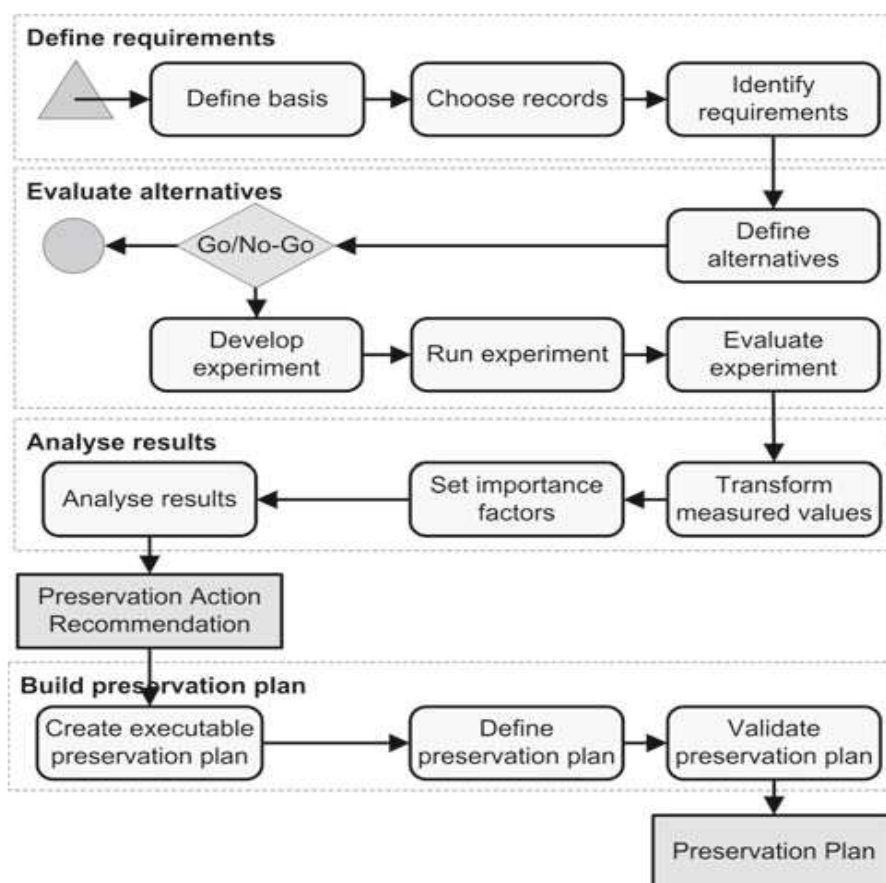 Define requirements
Define basis
Choose records
Identify
requirements
Evaluate alternatives
Go/No-Go
Define
alternatives
Develop
experiment
Run experiment
Evaluate
experiment
Analyse results
Analyse results
Set importance
factors
Transform
measured values
Preservation Action
Recommendation
Build preservation plan
Create executable
preservation plan
Define
preservation plan
Validate
preservation plan
Preservation Plan